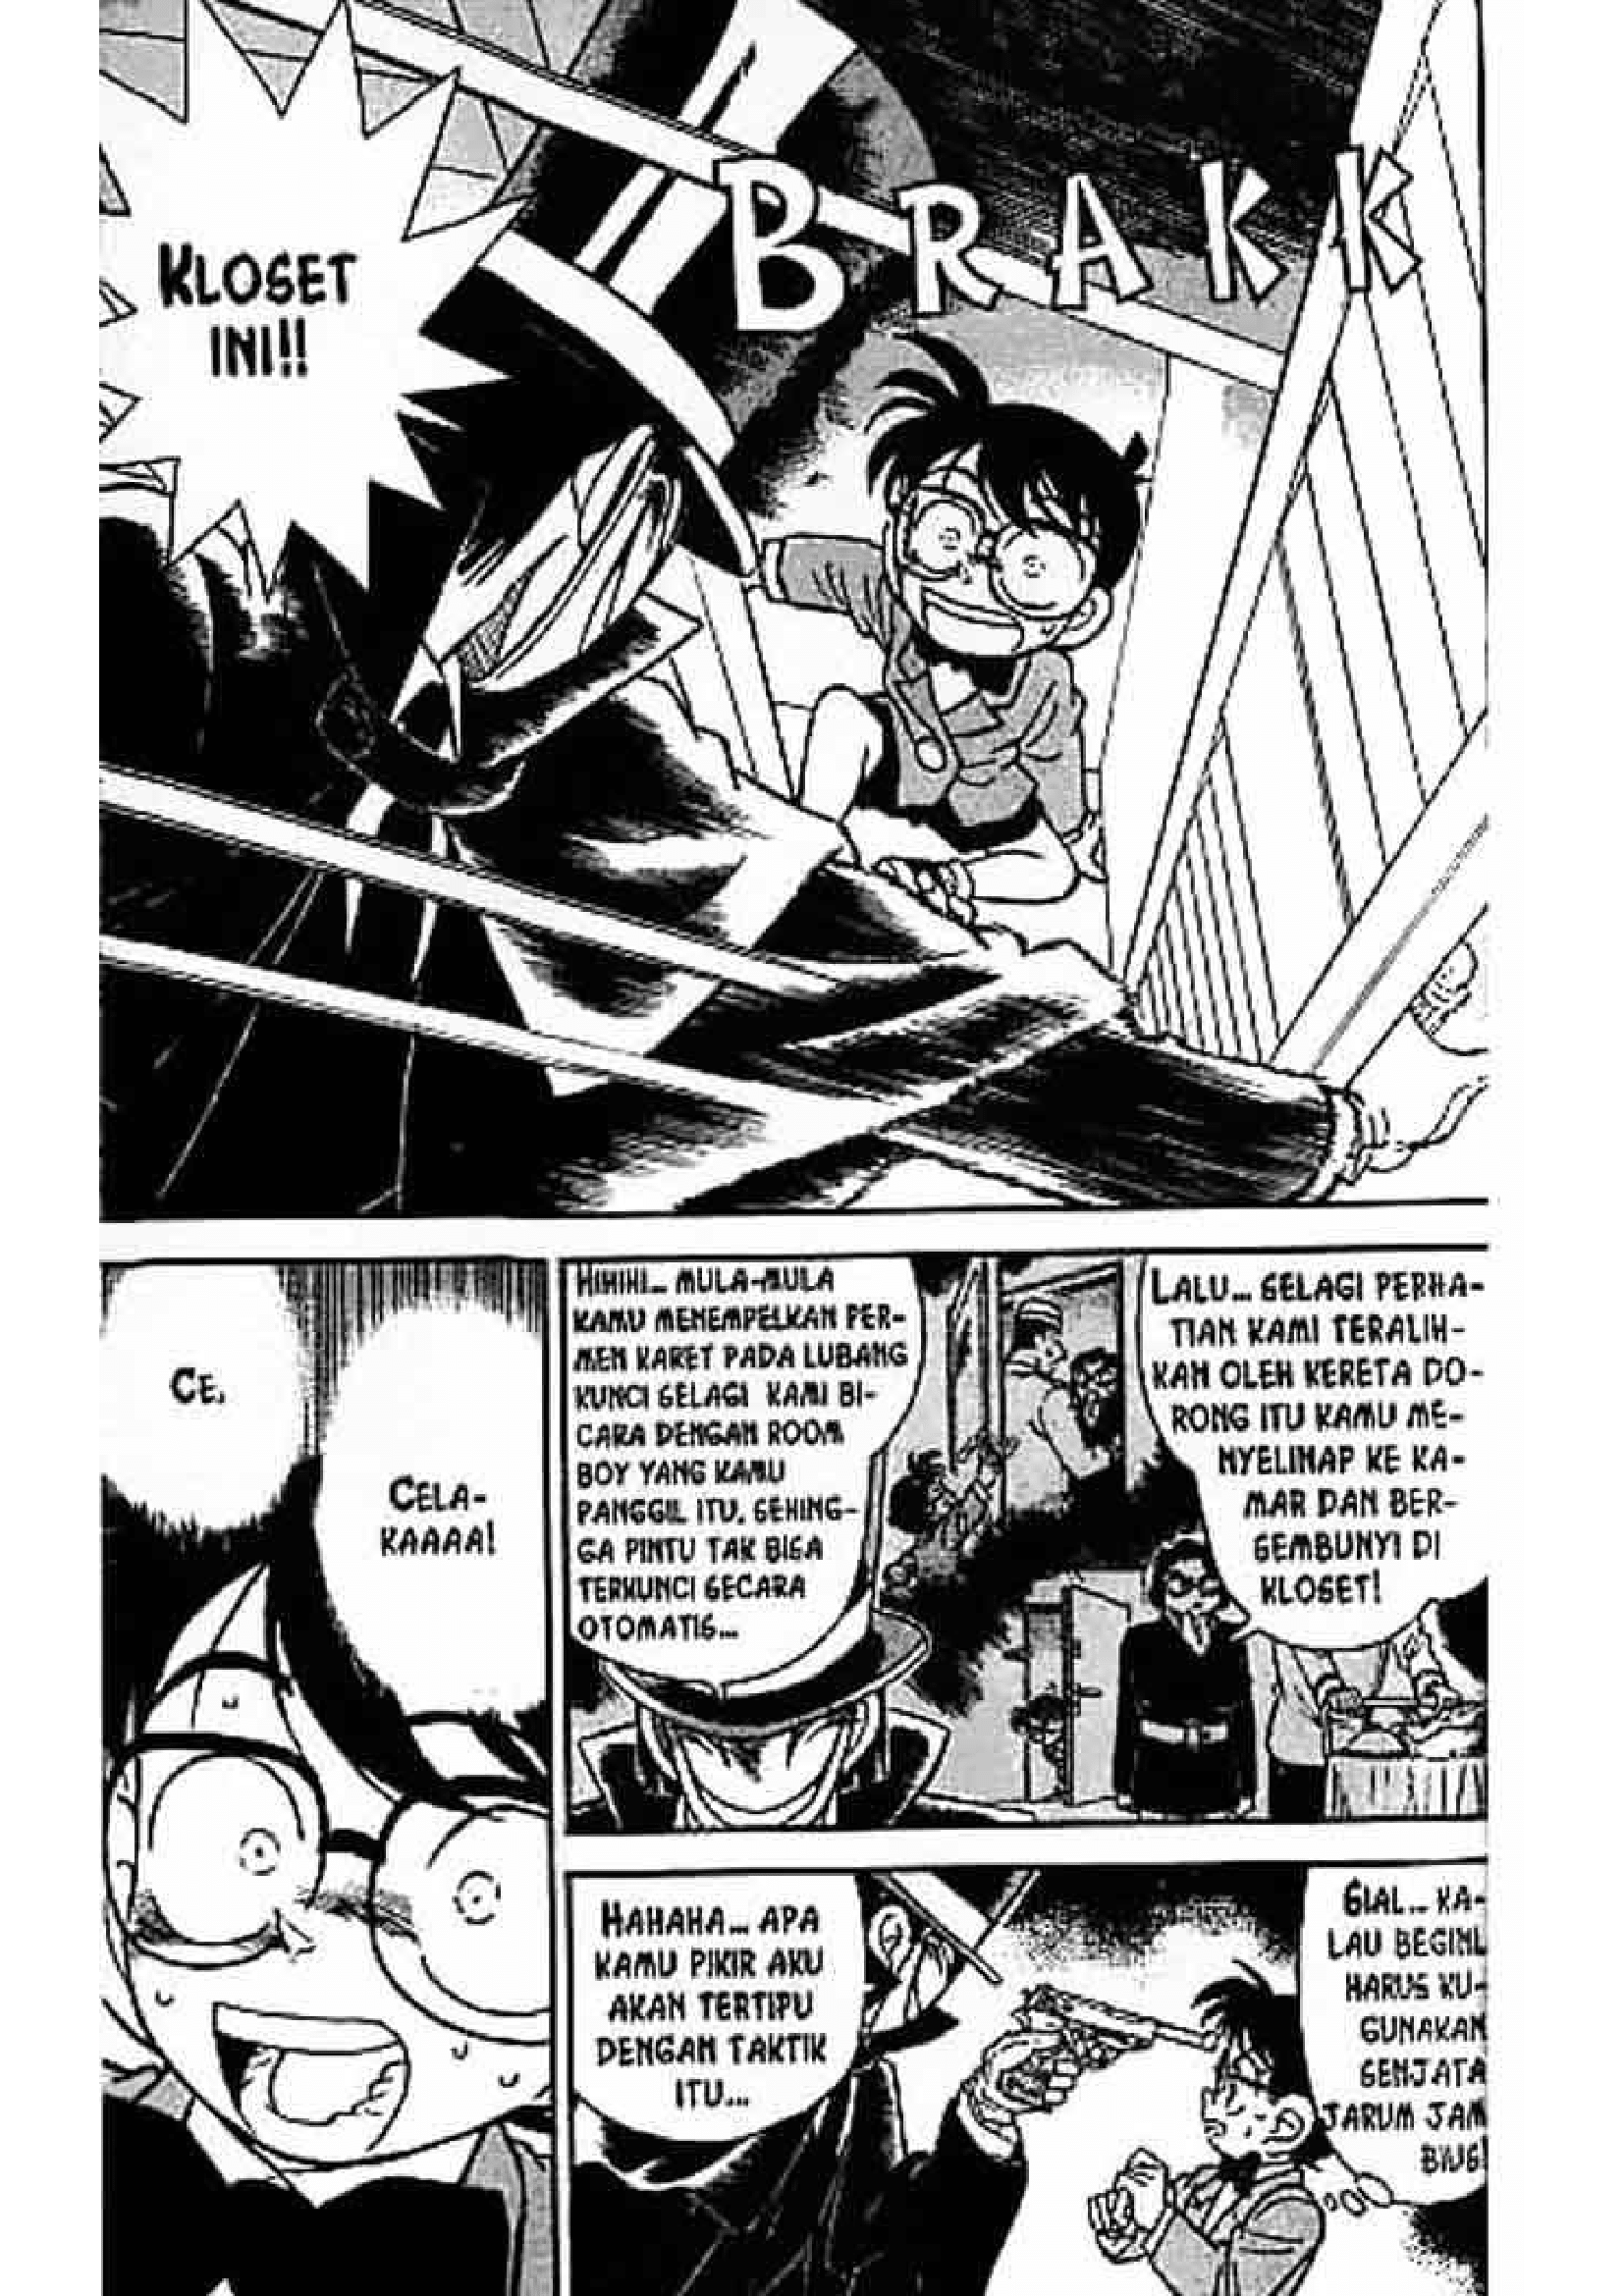 BRAKK
KLOSET
INI!!
LALU... SELAGI PERHA-
TIAN KAMI TERALIH-
KAN OLEH KERETA DO-
RONG ITU KAMU ME-
NYELINAP KE KA-
MAR DAN BER-
SEMBUNYI DI
KLOSET!
HIHIHI... MULA-MULA
KAMU MENEMPELKAN PER-
MEN KARET PADA LUBANG
KUNCI SELAGI KAMI BI-
CARA DENGAN ROOM
BOY YANG KAMU
PANGGIL ITU. SEHING-
GA PINTU TAK BISA
TERKUNCI SECARA
OTOMATIS...
CELA-
KAAAA!
CE.
SIAL... KA-
LAU BEGINI,
HARUS KU-
GUNAKAN
SENJATA
JARUM JAM
BIUS!
HAHAHA... APA
KAMU PIKIR AKU
AKAN TERTIPU
DENGAN TAKTIK
ITU...